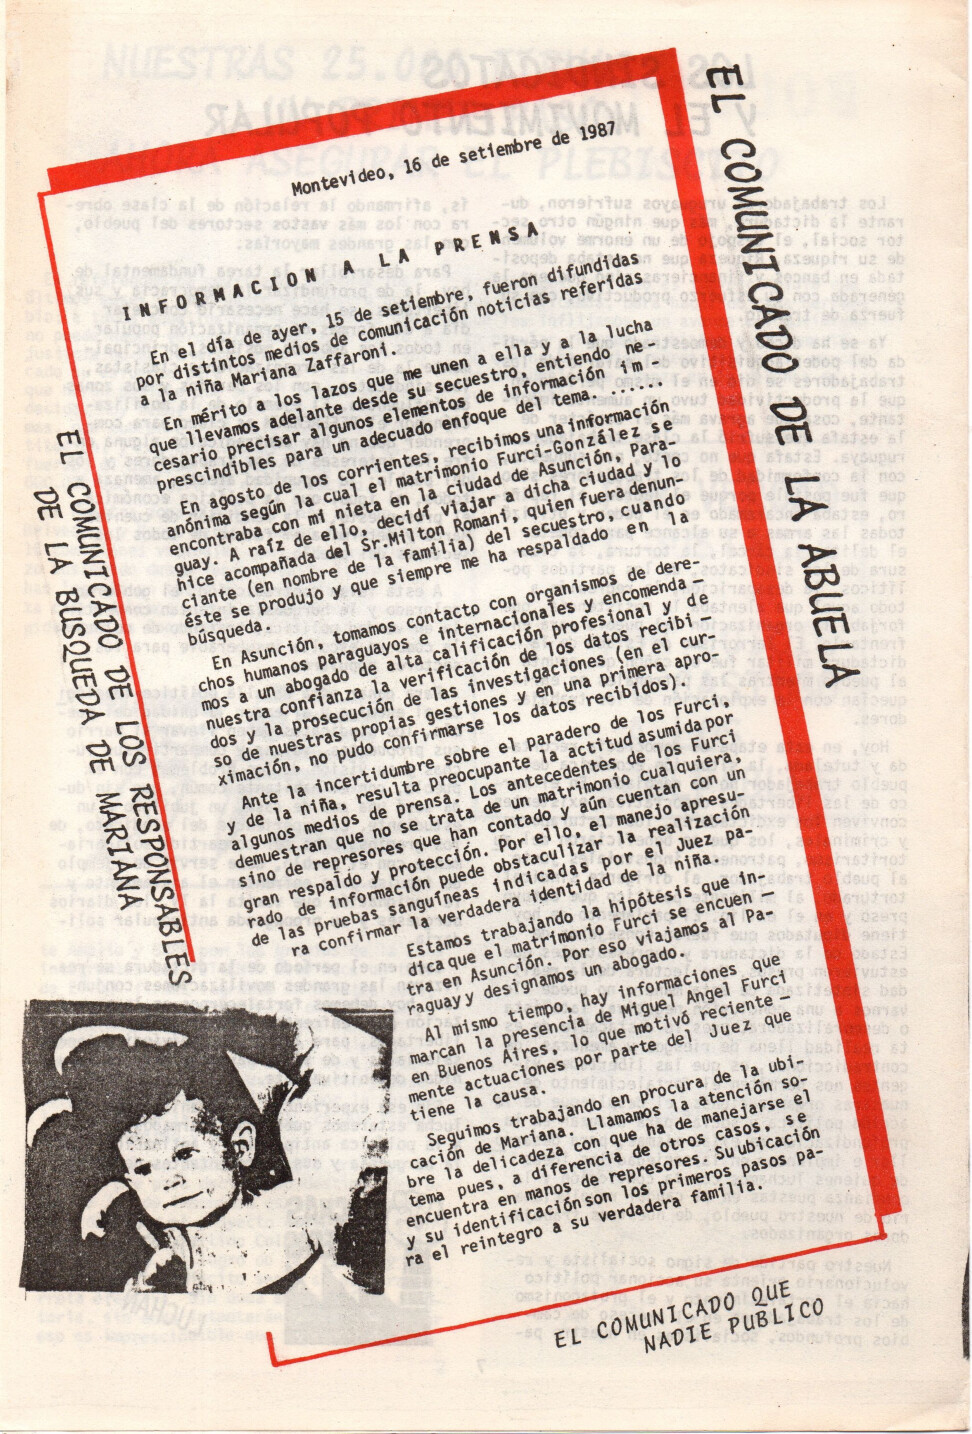 EL COMUNICADO DE LA ABUELA
Montevideo, 16 de setiembre de 1987
INFORMACION A LA PRENSA
En el día de ayer, 15 de setiembre, fueron difundidas
por distintos medios de comunicación noticias referidas
a la niña Mariana Zaffaroni.
En mérito a los lazos que me unen a ella y a la lucha
que llevamos adelante desde su secuestro, entiendo ne-
cesario precisar algunos elementos de información im-
prescindibles para un adecuado enfoque del tema.....
En agosto de los corrientes, recibimos una información
anónima según la cual el matrimonio Furci-González se
encontraba con mi nieta en la ciudad de Asunción, Para-
guay. A raíz de ello, decidí viajar a dicha ciudad y lo
hice acompañada del Sr.Milton Romani, quien fuera denun-
ciante (en nombre de la familia) del secuestro, cuando
éste se produjo y que siempre me ha respaldado en la
búsqueda.
En Asunción, tomamos contacto con organismos de dere-
chos humanos paraguayos e internacionales y encomenda-
mos a un abogado de alta calificación profesional y de
nuestra confianza la verificación de los datos recibi-
dos y la prosecución de las investigaciones (en el cur-
so de nuestras propias gestiones y en una primera apro-
ximación, no pudo confirmarse los datos recibidos).
Ante la incertidumbre sobre el paradero de los Furci,
y de la niña, resulta preocupante la actitud asumida por
algunos medios de prensa. Los antecedentes de los Furci
demuestran que no se trata de un matrimonio cualquiera,
sino de represores que han contado y aún cuentan con un
gran respaldo y protección. Por ello, el manejo apresu-
rado de información puede obstaculizar la realización
de las pruebas sanguíneas indicadas por el Juez pa-
ra confirmar la verdadera identidad de la niña.
Estamos trabajando la hipótesis que in-
dica que el matrimonio Furci se encuen-
tra en Asunción. Por eso viajamos al Pa-
raguay y designamos un abogado.
Al mismo tiempo, hay informaciones que
marcan la presencia de Miguel Angel Furci
en Buenos Aires, lo que motivó reciente-
mente actuaciones por parte del Juez que
tiene la causa.
Seguimos trabajando en procura de la ubi-
cación de Mariana. Llamamos la atención so-
bre la delicadeza con que ha de manejarse el
tema pues, a diferencia de otros casos, se
encuentra en manos de represores. Su ubicación
y su identificación son los primeros pasos pa-
ra el reintegro a su verdadera familia.
EL COMUNICADO DE LOS RESPONSABLES
DE LA BUSQUEDA DE MARIANA
EL COMUNICADO QUE
NADIE PUBLICO